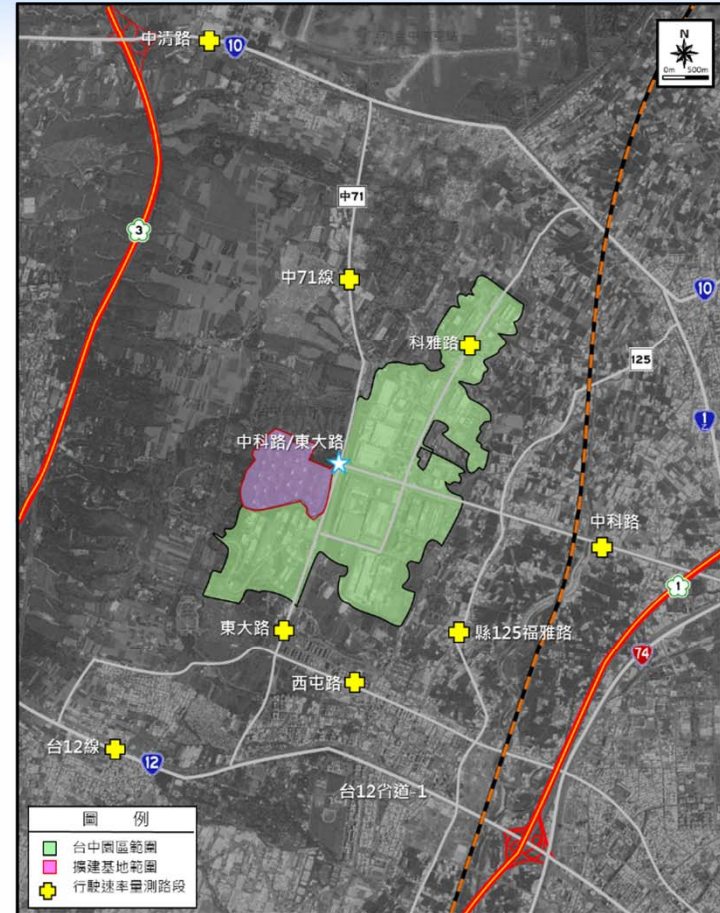 中清路
10
N
0m 500m
中71
3
中71線
10
科雅路
125
1
中科路/東大路
中科路
1
東大路
縣125福雅路
74
西屯路
台12線
12
台12省道-1
圖 例
台中園區範圍
擴建基地範圍
行駛速率量測路段